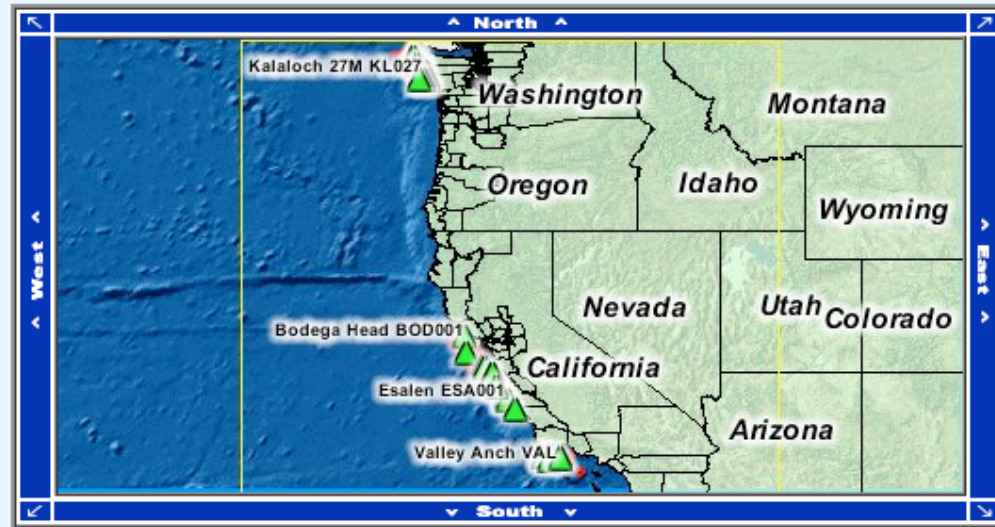 ^ North ^
Kalaloch 27M KL027
Washington
Montana
Oregon
Idaho
Wyoming
West
East
Bodega Head BOD001
Nevada
Utah
Colorado
California
Esalen ESA001
Arizona
Valley Anch VAL
South